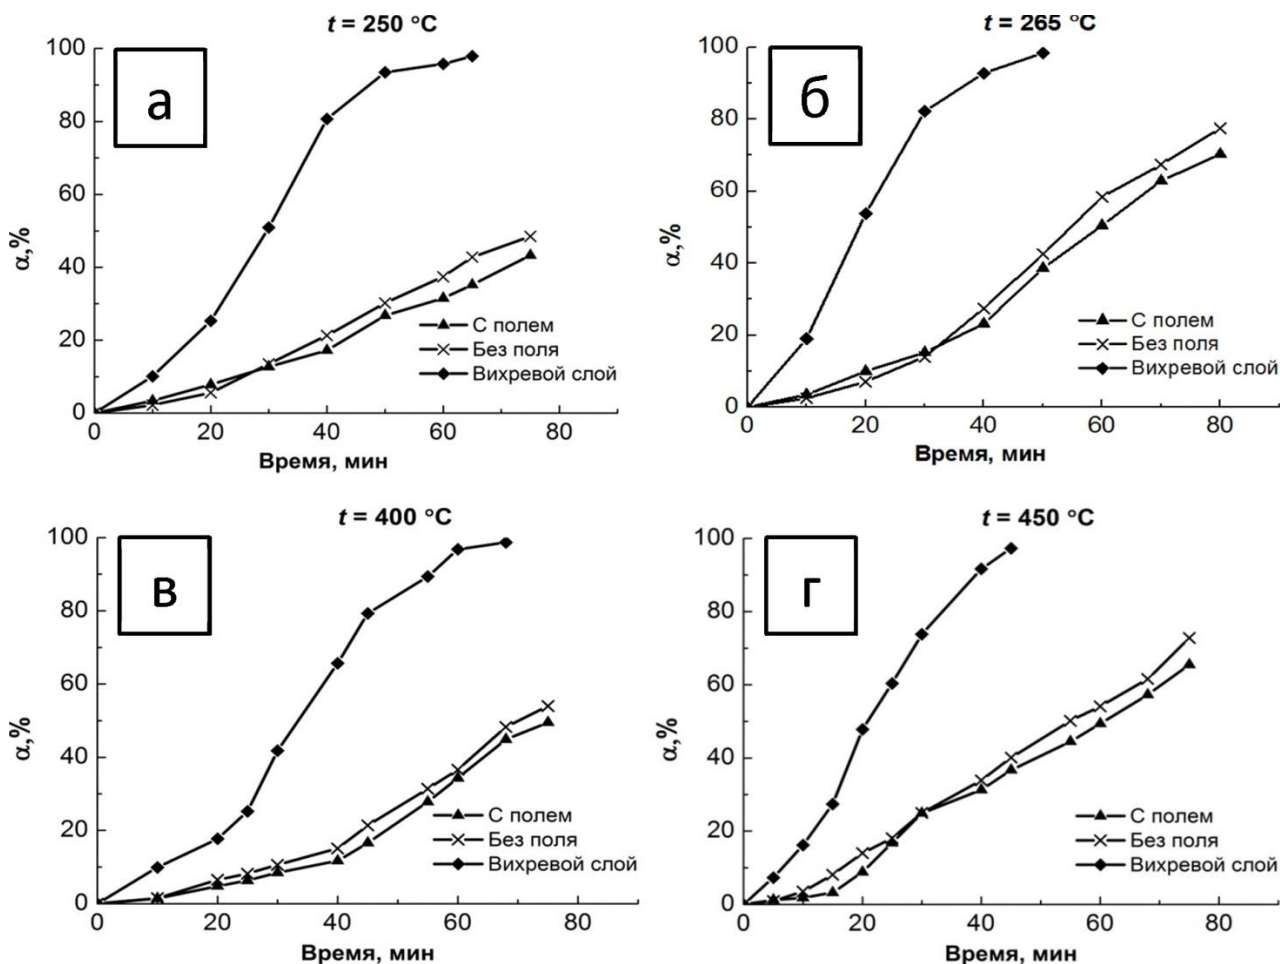 t = 250 °C
а
100
80
60
40
20
0
α,%
С полем
Без поля
Вихревой слой
0 20 40 60 80
Время, мин
t = 265 °C
б
100
80
60
40
20
0
α,%
С полем
Без поля
Вихревой слой
0 20 40 60 80
Время, мин
t = 400 °C
в
100
80
60
40
20
0
α,%
С полем
Без поля
Вихревой слой
0 20 40 60 80
Время, мин
t = 450 °C
г
100
80
60
40
20
0
α,%
С полем
Без поля
Вихревой слой
0 20 40 60 80
Время, мин